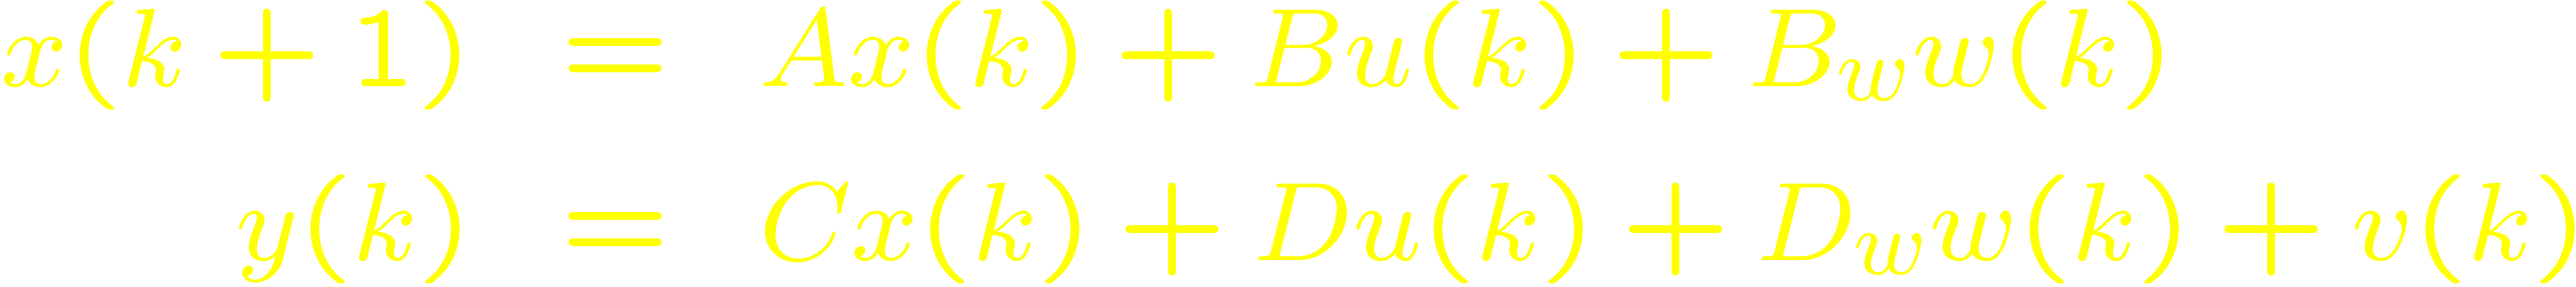 x(k + 1) = Ax(k) + Bu(k) + B_w w(k)
y(k) = Cx(k) + Du(k) + D_w w(k) + v(k)